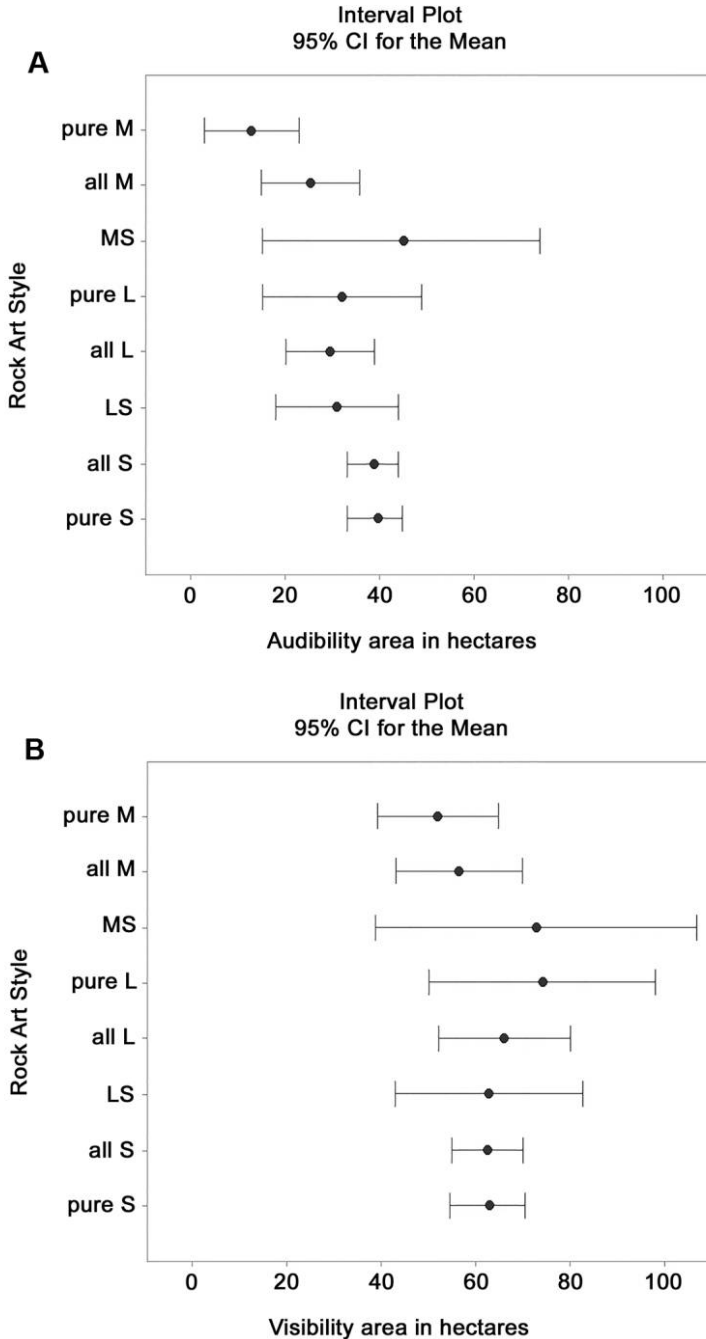 Interval Plot
95% CI for the Mean
A
pure M
all M
MS
pure L
all L
LS
all S
pure S
Rock Art Style
0 20 40 60 80 100
Audibility area in hectares
Interval Plot
95% CI for the Mean
B
pure M
all M
MS
pure L
all L
LS
all S
pure S
Rock Art Style
0 20 40 60 80 100
Visibility area in hectares